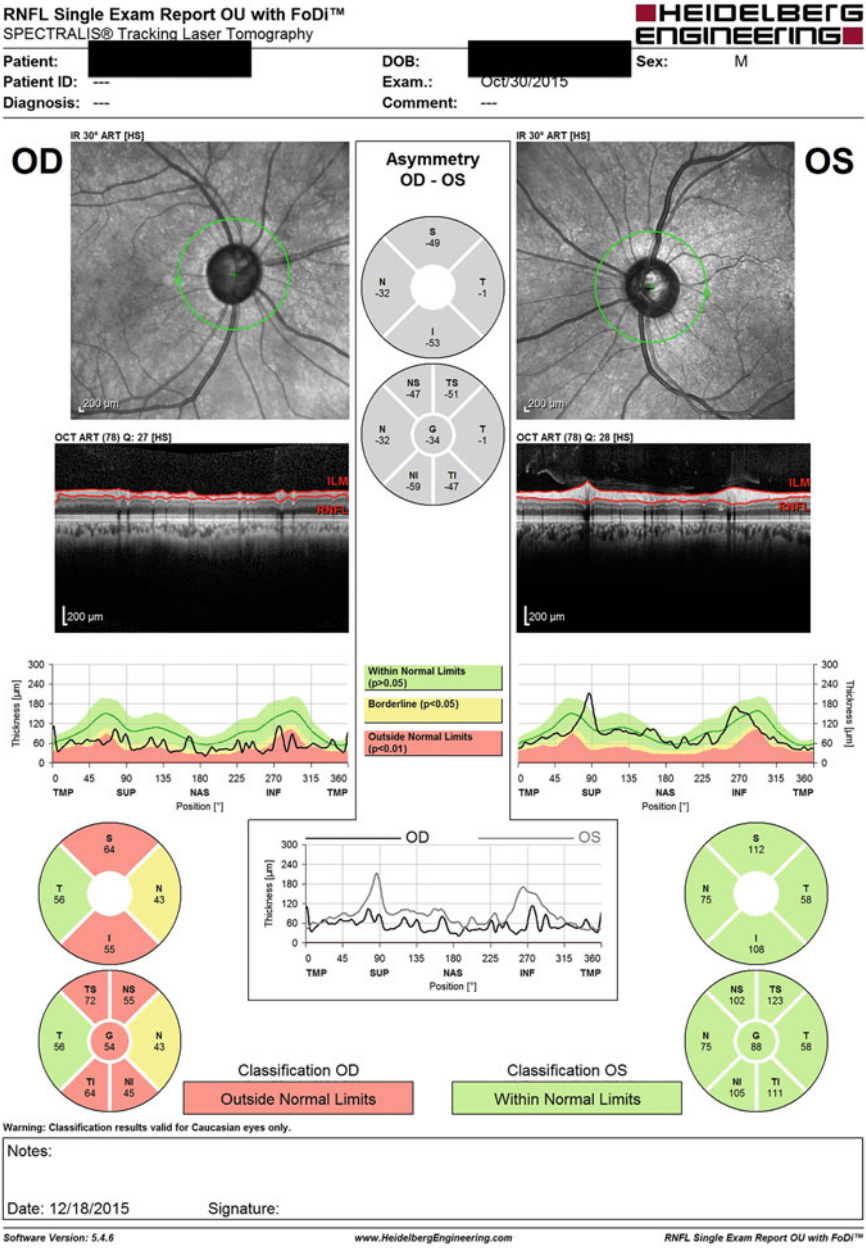 RNFL Single Exam Report OU with FoDi™
SPECTRALIS® Tracking Laser Tomography
HEIDELBERG
ENGINEERING
Patient:
DOB:
Sex: M
Patient ID: ---
Exam.: Oct/30/2015
Diagnosis: ---
Comment: ---
OD
IR 30° ART [HS]
200 µm
OCT ART (78) Q: 27 [HS]
ILM
RNFL
200 µm
Asymmetry
OD - OS
S
-49
N
-32
T
-1
I
-53
NS
-47
TS
-51
N
-32
G
-34
T
-1
NI
-59
TI
-47
IR 30° ART [HS]
OS
200 µm
OCT ART (78) Q: 28 [HS]
ILM
RNFL
200 µm
Thickness [µm]
300
240
180
120
60
0
0 45 90 135 180 225 270 315 360
TMP SUP NAS INF TMP
Position [°]
Within Normal Limits
(p>0.05)
Borderline (p<0.05)
Outside Normal Limits
(p<0.01)
300
240
180
120
60
0
Thickness [µm]
0 45 90 135 180 225 270 315 360
TMP SUP NAS INF TMP
Position [°]
S
64
T
56
N
43
I
55
TS
72
NS
55
T
56
G
54
N
43
TI
64
NI
45
OD OS
Thickness [µm]
300
240
180
120
60
0
0 45 90 135 180 225 270 315 360
TMP SUP NAS INF TMP
Position [°]
S
112
N
75
T
58
I
108
NS
102
TS
123
N
75
G
88
T
58
NI
105
TI
111
Classification OD
Outside Normal Limits
Classification OS
Within Normal Limits
Warning: Classification results valid for Caucasian eyes only.
Notes:
Date: 12/18/2015 Signature:
Software Version: 5.4.6 www.HeidelbergEngineering.com RNFL Single Exam Report OU with FoDi™